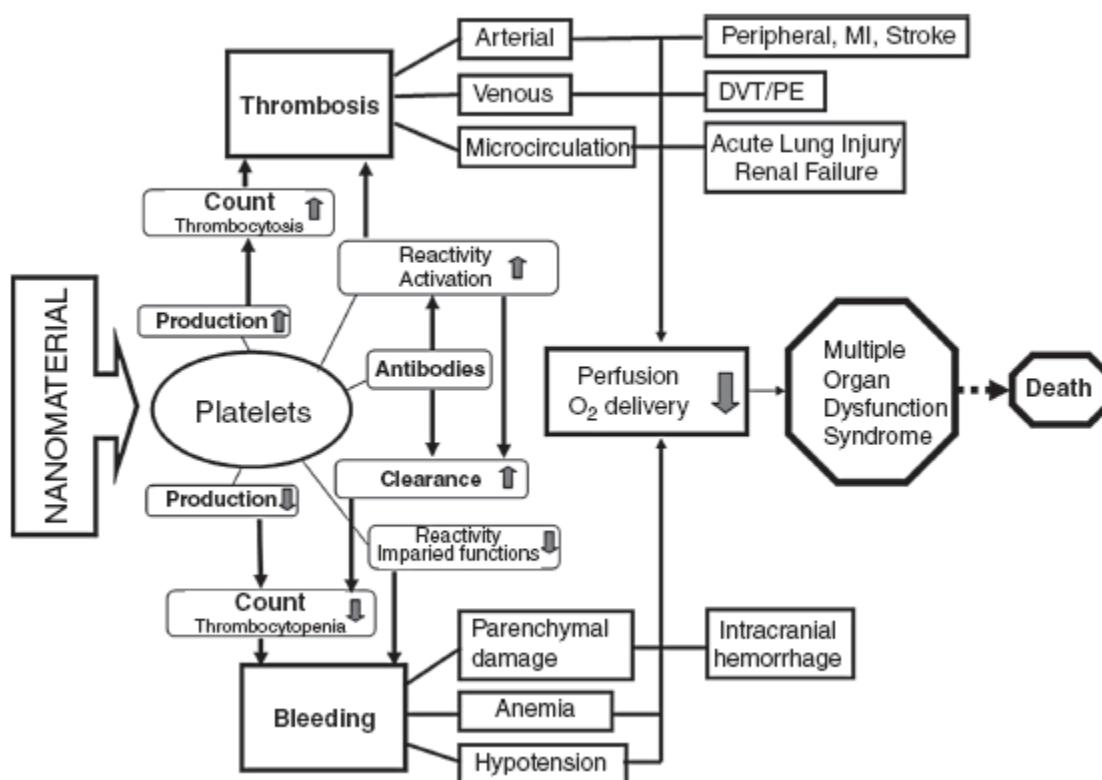 Arterial
Peripheral, MI, Stroke
Thrombosis
Venous
DVT/PE
Microcirculation
Acute Lung Injury
Renal Failure
Count
Thrombocytosis
Reactivity
Activation
NANOMATERIAL
Production
Antibodies
Platelets
Perfusion
O₂ delivery
Multiple
Organ
Dysfunction
Syndrome
Death
Clearance
Production
Reactivity
Imparied functions
Count
Thrombocytopenia
Parenchymal
damage
Intracranial
hemorrhage
Bleeding
Anemia
Hypotension